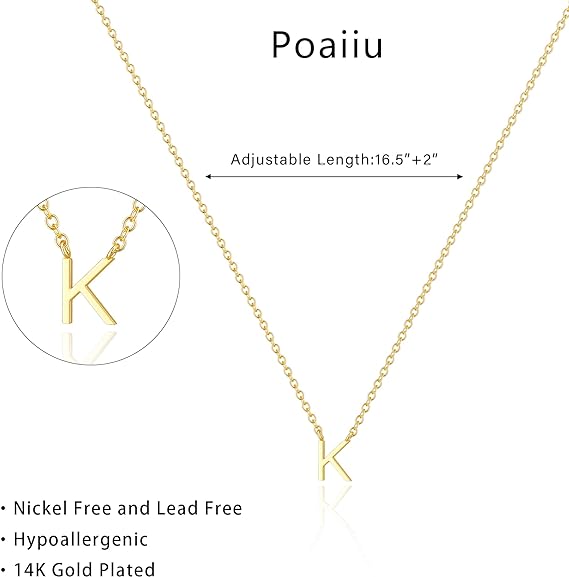 Poaiiu
Adjustable Length:16.5"+2"
K
K
• Nickel Free and Lead Free
• Hypoallergenic
• 14K Gold Plated